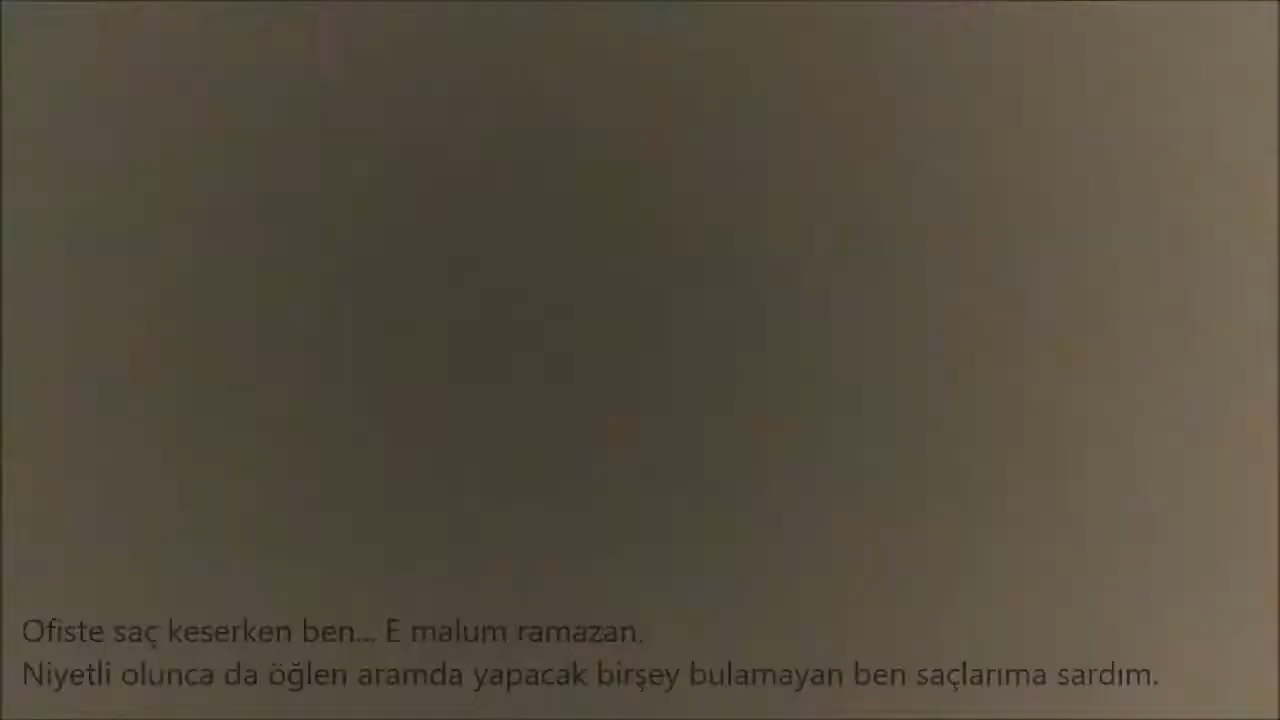 Ofiste saç keserken ben... E malum ramazan.
Niyetli olunca da öğlen aramda yapacak birşey bulamayan ben saçlarıma sardım.